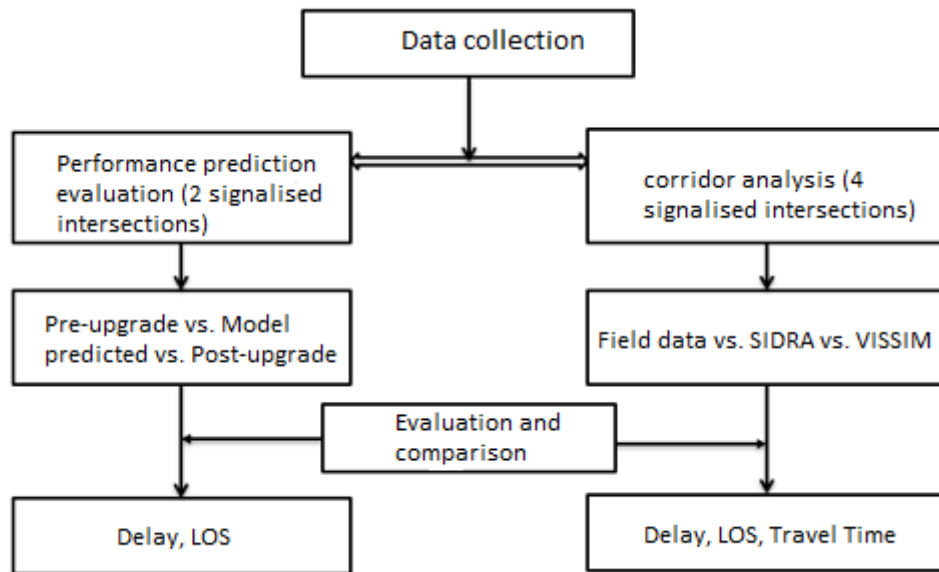 Data collection
Performance prediction
evaluation (2 signalised
intersections)
corridor analysis (4
signalised intersections)
Pre-upgrade vs. Model
predicted vs. Post-upgrade
Field data vs. SIDRA vs. VISSIM
Evaluation and
comparison
Delay, LOS
Delay, LOS, Travel Time